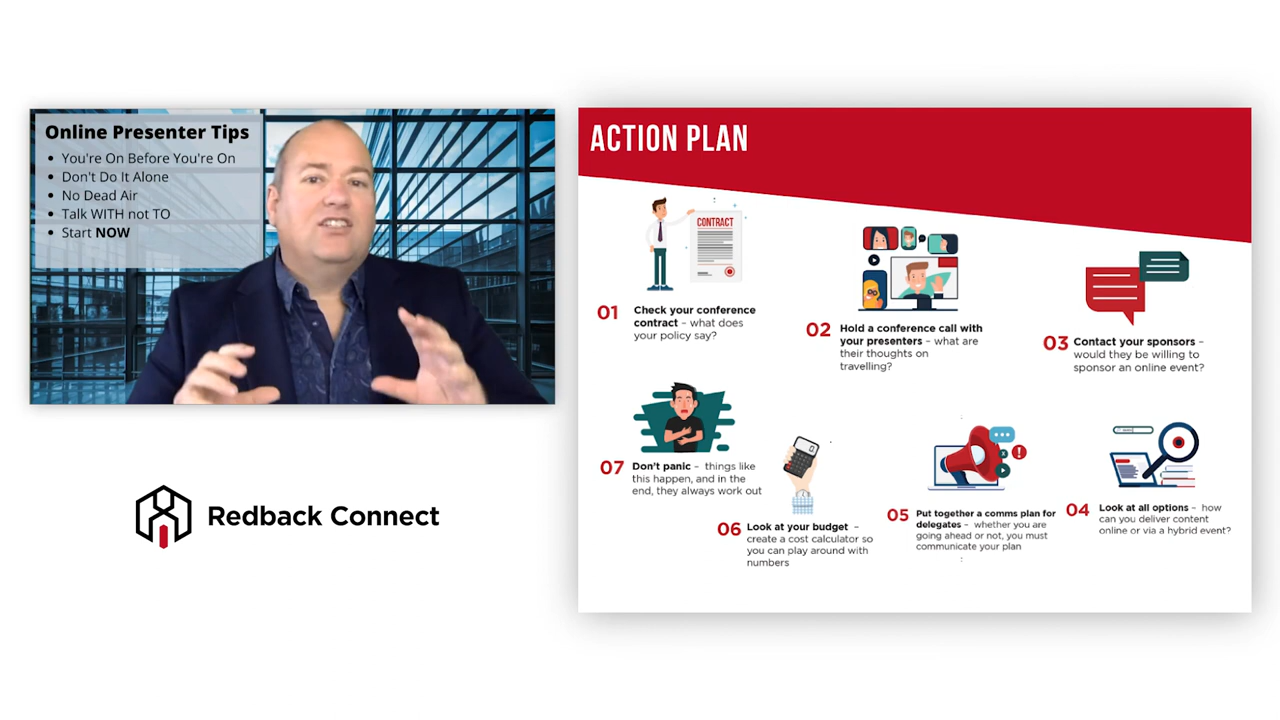 Online Presenter Tips
• You're On Before You're On
• Don't Do It Alone
• No Dead Air
• Talk WITH not TO
• Start NOW
Redback Connect
ACTION PLAN
CONTRACT
01 Check your conference
contract – what does
your policy say?
02 Hold a conference call with
your presenters – what are
their thoughts on
travelling?
03 Contact your sponsors –
would they be willing to
sponsor an online event?
04 Look at all options – how
can you deliver content
online or via a hybrid event?
05 Put together a comms plan for
delegates – whether you are
going ahead or not, you must
communicate your plan
06 Look at your budget –
create a cost calculator so
you can play around with
numbers
07 Don't panic – things like
this happen, and in the
end, they always work out